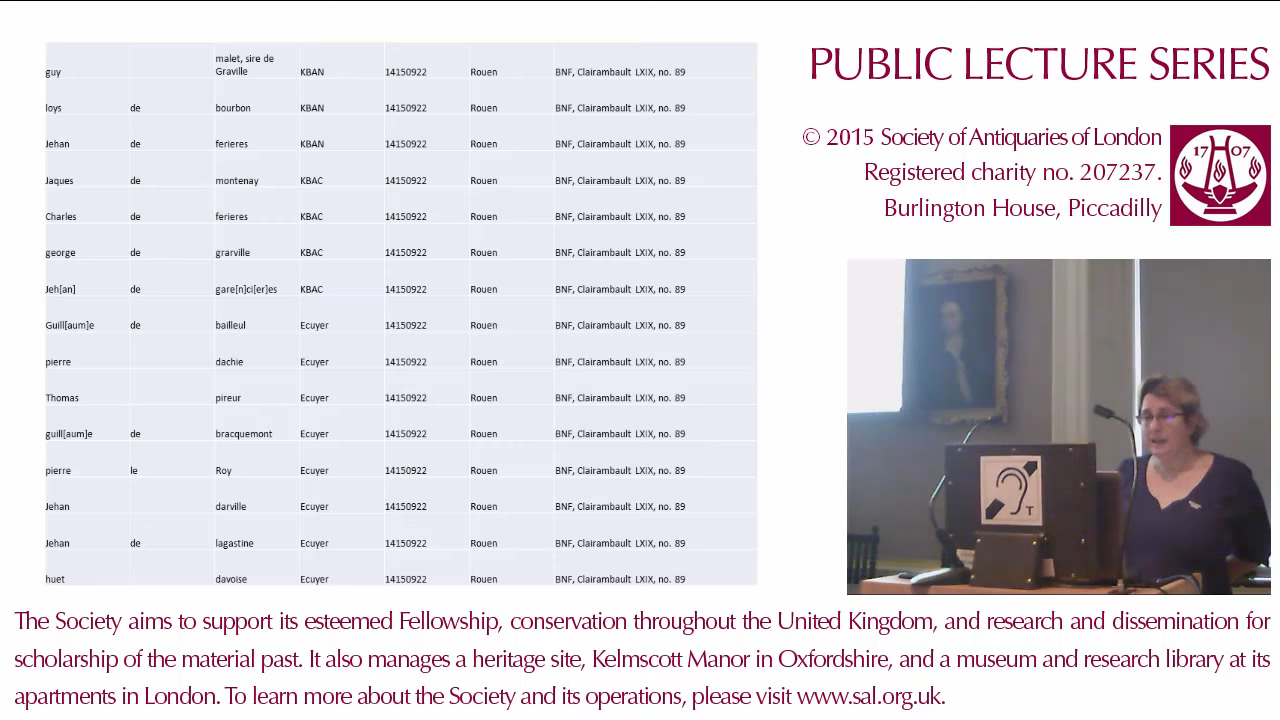 PUBLIC LECTURE SERIES
© 2015 Society of Antiquaries of London
Registered charity no. 207237.
Burlington House, Piccadilly
17 07
guy malet, sire de Graville KBAN 14150922 Rouen BNF, Clairambault LXIX, no. 89
loys de bourbon KBAN 14150922 Rouen BNF, Clairambault LXIX, no. 89
Jehan de ferieres KBAN 14150922 Rouen BNF, Clairambault LXIX, no. 89
Jaques de montenay KBAC 14150922 Rouen BNF, Clairambault LXIX, no. 89
Charles de ferieres KBAC 14150922 Rouen BNF, Clairambault LXIX, no. 89
george de grarville KBAC 14150922 Rouen BNF, Clairambault LXIX, no. 89
Jeh[an] de gare[n]ci[er]es KBAC 14150922 Rouen BNF, Clairambault LXIX, no. 89
Guill[aum]e de bailleul Ecuyer 14150922 Rouen BNF, Clairambault LXIX, no. 89
pierre dachie Ecuyer 14150922 Rouen BNF, Clairambault LXIX, no. 89
Thomas pireur Ecuyer 14150922 Rouen BNF, Clairambault LXIX, no. 89
guill[aum]e de bracquemont Ecuyer 14150922 Rouen BNF, Clairambault LXIX, no. 89
pierre le Roy Ecuyer 14150922 Rouen BNF, Clairambault LXIX, no. 89
Jehan darville Ecuyer 14150922 Rouen BNF, Clairambault LXIX, no. 89
Jehan de lagastine Ecuyer 14150922 Rouen BNF, Clairambault LXIX, no. 89
huet davoise Ecuyer 14150922 Rouen BNF, Clairambault LXIX, no. 89
T
The Society aims to support its esteemed Fellowship, conservation throughout the United Kingdom, and research and dissemination for
scholarship of the material past. It also manages a heritage site, Kelmscott Manor in Oxfordshire, and a museum and research library at its
apartments in London. To learn more about the Society and its operations, please visit www.sal.org.uk.